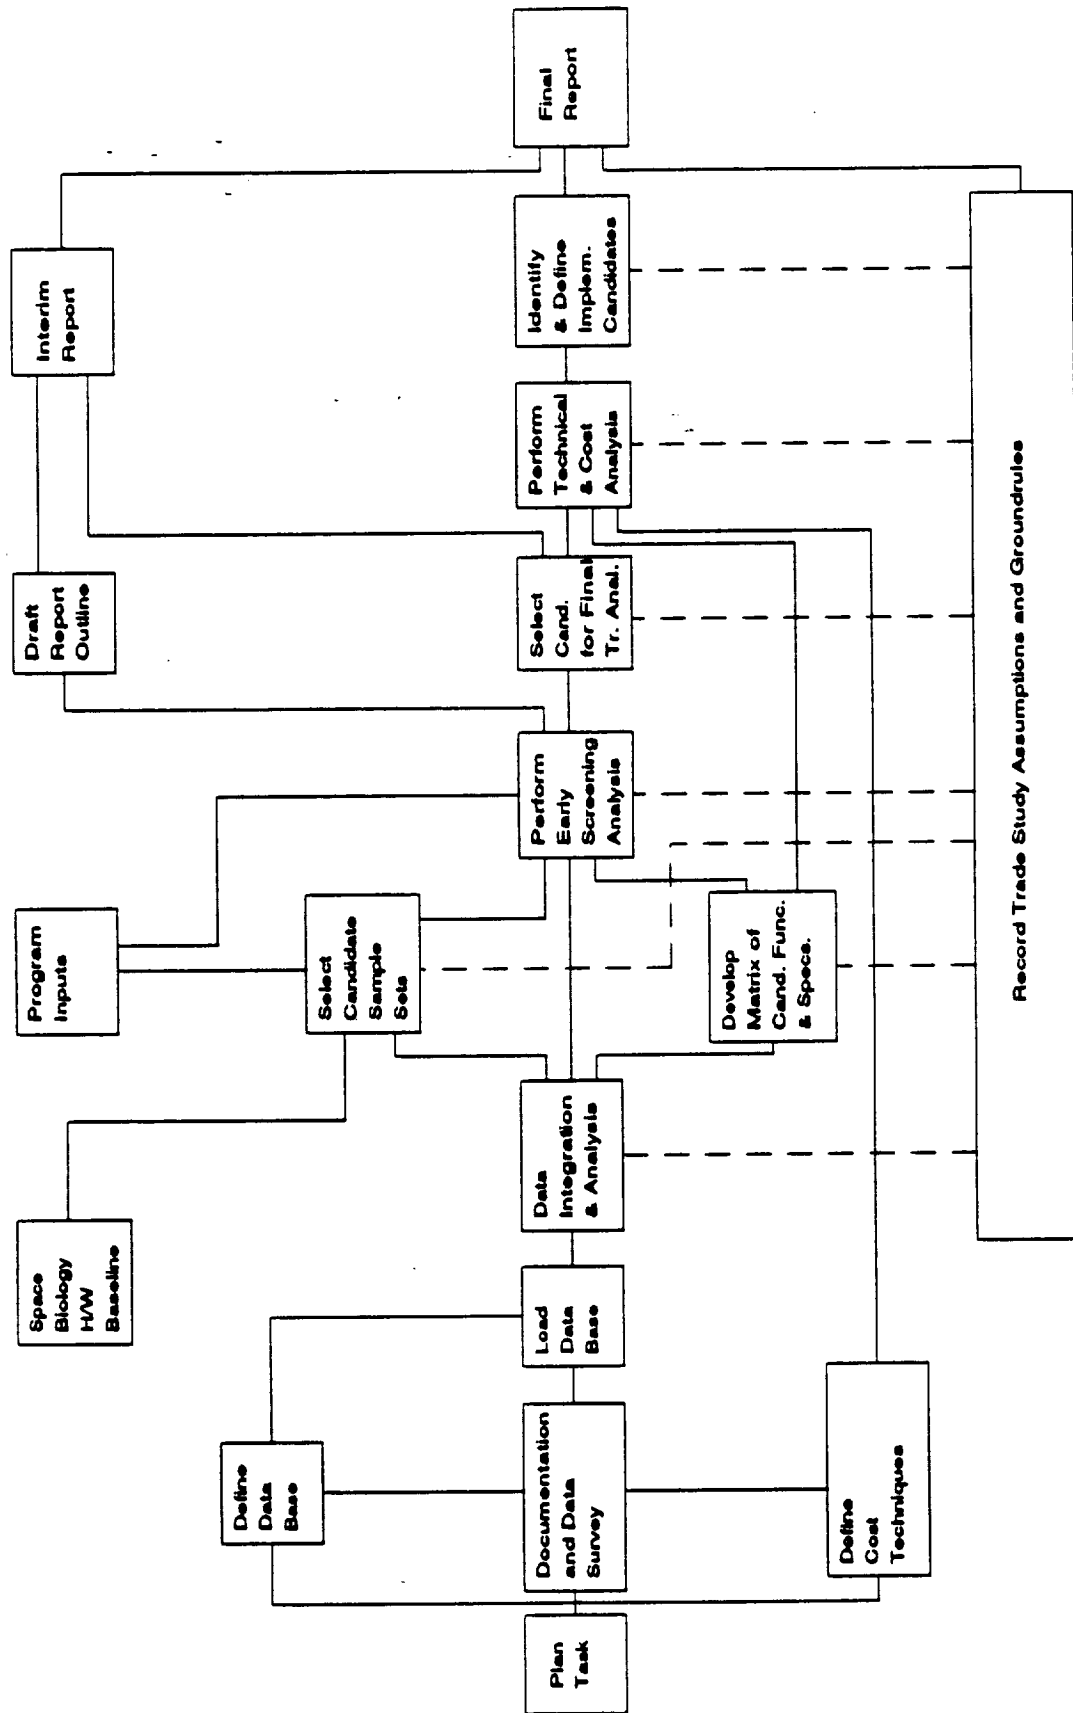 Plan
Task
Define
Data
Base
Documentation
and Data
Survey
Define
Cost
Techniques
Load
Data
Base
Space
Biology
H/W
Baseline
Data
Integration
& Analysis
Program
Inputs
Select
Candidate
Sample
Sets
Develop
Matrix of
Cand. Func.
& Specs.
Perform
Early
Screening
Analysis
Draft
Report
Outline
Select
Cand.
for Final
Tr. Anal.
Perform
Technical
& Cost
Analysis
Interim
Report
Identify
& Define
Implem.
Candidates
Final
Report
Record Trade Study Assumptions and Groundrules